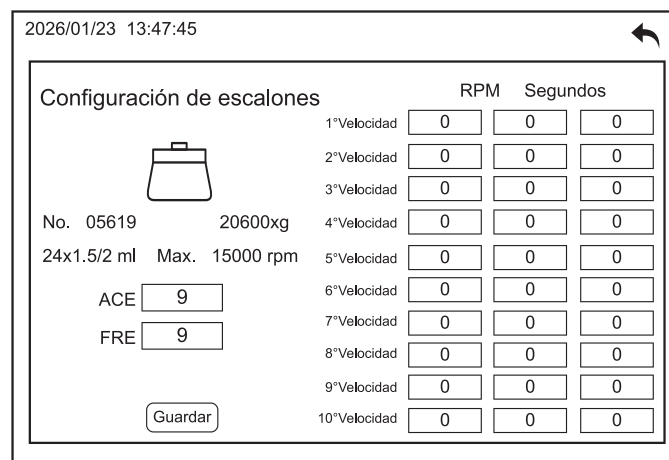 2026/01/23 13:47:45
Configuración de escalones
RPM Segundos
1°Velocidad 0 0 0
2°Velocidad 0 0 0
3°Velocidad 0 0 0
No. 05619 20600xg
4°Velocidad 0 0 0
24x1.5/2 ml Max. 15000 rpm
5°Velocidad 0 0 0
ACE 9
6°Velocidad 0 0 0
7°Velocidad 0 0 0
FRE 9
8°Velocidad 0 0 0
9°Velocidad 0 0 0
Guardar
10°Velocidad 0 0 0